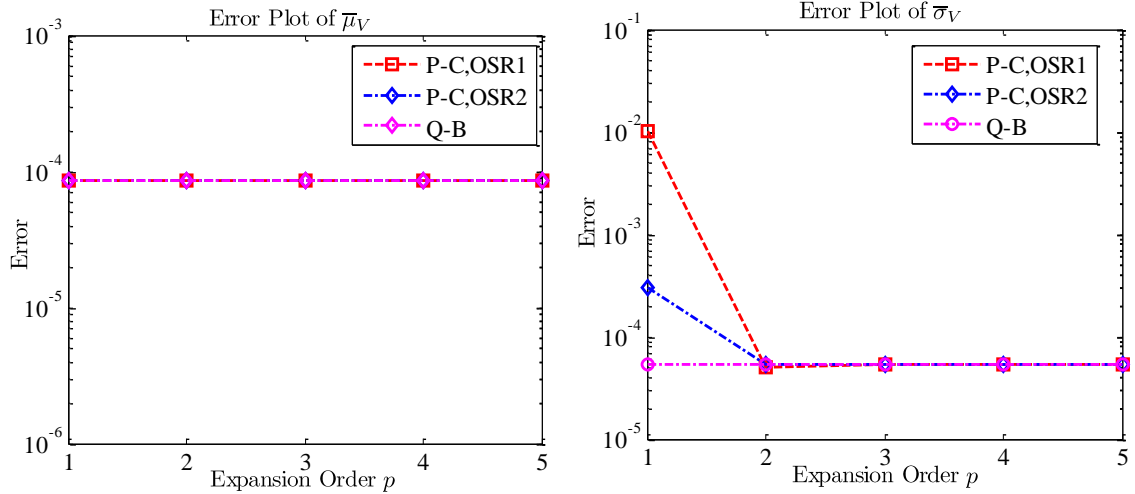 Error Plot of μ̅_V
10^-3
10^-4
10^-5
10^-6
Error
1 2 3 4 5
Expansion Order p
P-C,OSR1
P-C,OSR2
Q-B
Error Plot of σ̅_V
10^-1
10^-2
10^-3
10^-4
10^-5
Error
1 2 3 4 5
Expansion Order p
P-C,OSR1
P-C,OSR2
Q-B